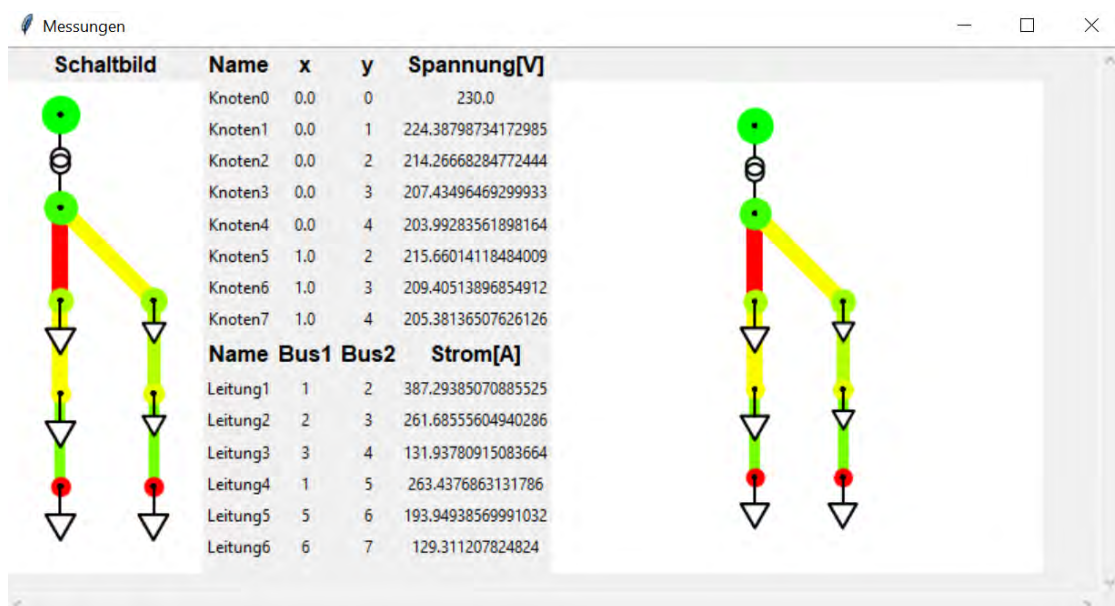 Messungen
Schaltbild Name x y Spannung[V]
Knoten0 0.0 0 230.0
Knoten1 0.0 1 224.38798734172985
Knoten2 0.0 2 214.26668284772444
Knoten3 0.0 3 207.43496469299933
Knoten4 0.0 4 203.99283561898164
Knoten5 1.0 2 215.66014118484009
Knoten6 1.0 3 209.40513896854912
Knoten7 1.0 4 205.38136507626126
Name Bus1 Bus2 Strom[A]
Leitung1 1 2 387.29385070885525
Leitung2 2 3 261.68555604940286
Leitung3 3 4 131.93780915083664
Leitung4 1 5 263.4376863131786
Leitung5 5 6 193.94938569991032
Leitung6 6 7 129.311207824824